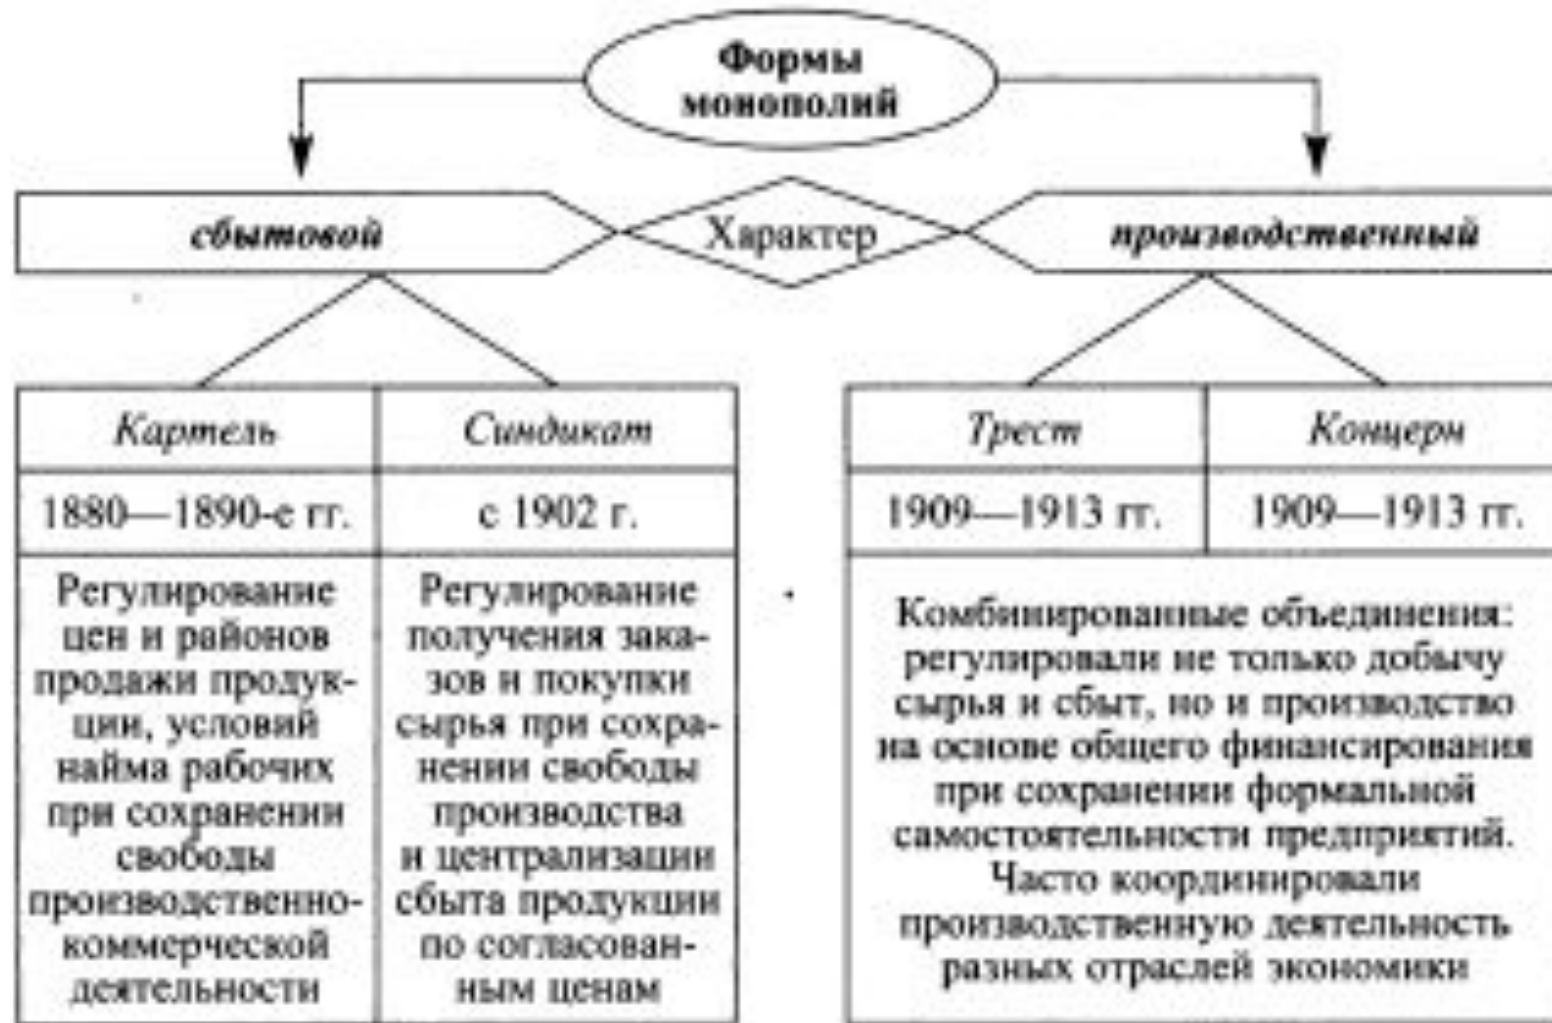 Формы
монополий
сбытовой
Характер
производственный
Картель
Синдикат
Трест
Концерн
1880—1890-е гг.
с 1902 г.
1909—1913 гг.
1909—1913 гг.
Регулирование
цен и районов
продажи продук-
ции, условий
найма рабочих
при сохранении
свободы
производственно-
коммерческой
деятельности
Регулирование
получения зака-
зов и покупки
сырья при сохра-
нении свободы
производства
и централизации
сбыта продукции
по согласован-
ным ценам
Комбинированные объединения:
регулировали не только добычу
сырья и сбыт, но и производство
на основе общего финансирования
при сохранении формальной
самостоятельности предприятий.
Часто координировали
производственную деятельность
разных отраслей экономики